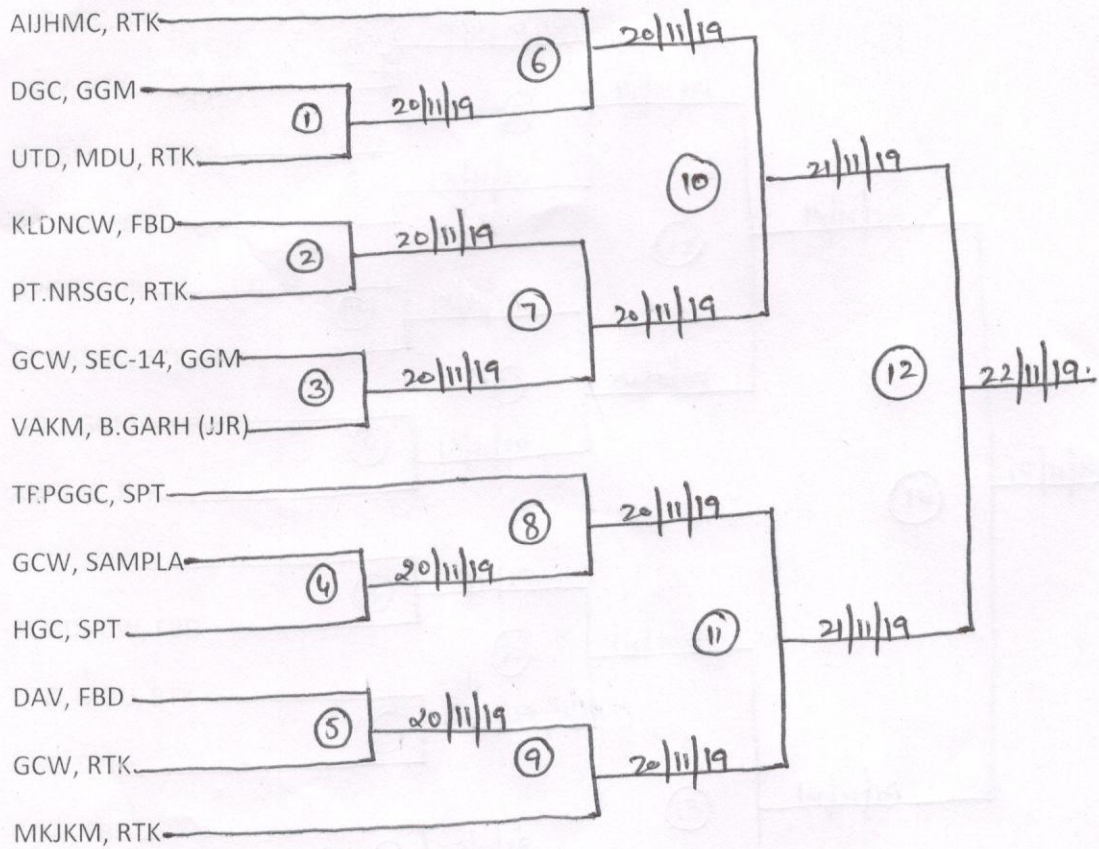 AIJHMC, RTK
20/11/19
6
DGC, GGM
20/11/19
1
UTD, MDU, RTK
21/11/19
10
KLDNCW, FBD
20/11/19
2
PT.NRSGC, RTK
7
20/11/19
GCW, SEC-14, GGM
20/11/19
3
12
22/11/19.
VAKM, B.GARH (JJR)
TF.PGGC, SPT
20/11/19
8
GCW, SAMPLA
20/11/19
4
HGC, SPT
11
21/11/19
DAV, FBD
20/11/19
5
9
20/11/19
GCW, RTK
MKJKM, RTK